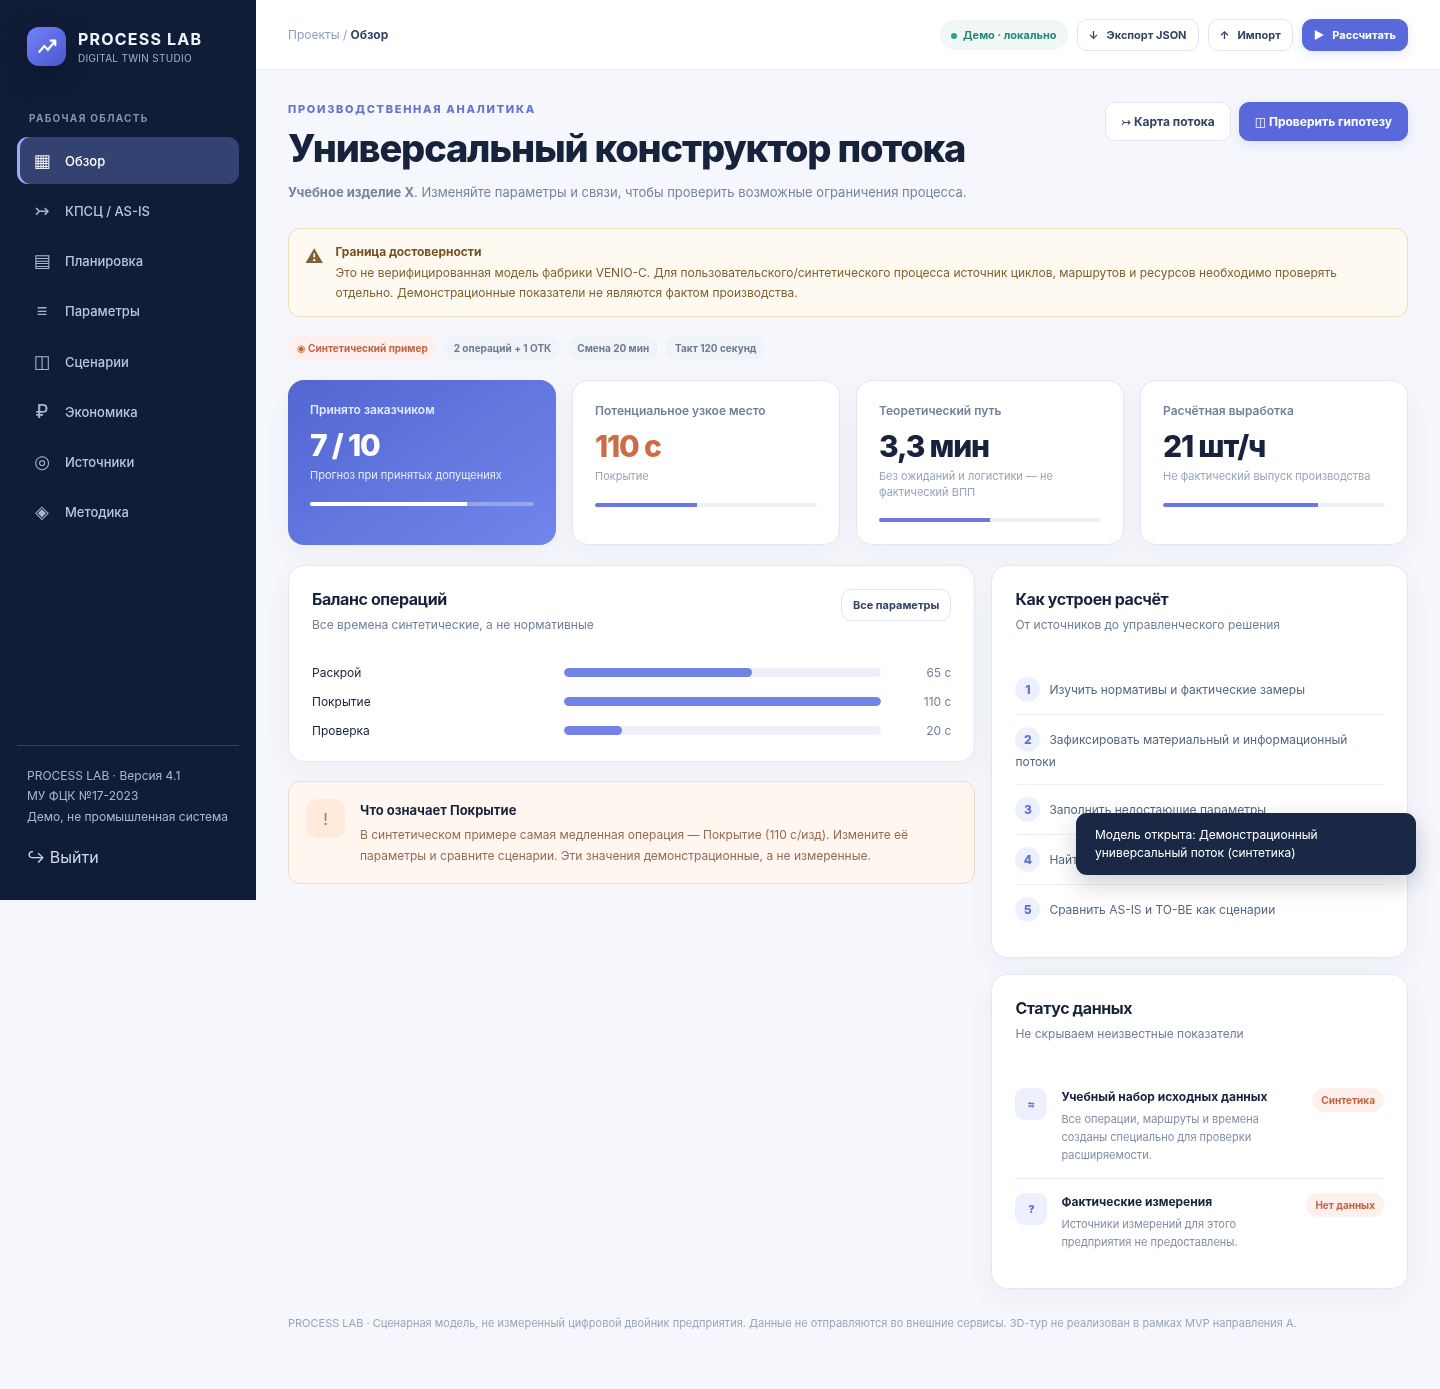 PROCESS LAB
DIGITAL TWIN STUDIO
РАБОЧАЯ ОБЛАСТЬ
Обзор
КПСЦ / AS-IS
Планировка
Параметры
Сценарии
Экономика
Источники
Методика
PROCESS LAB · Версия 4.1
МУ ФЦК №17-2023
Демо, не промышленная система
Выйти
Проекты / Обзор
Демо · локально
Экспорт JSON
Импорт
Рассчитать
ПРОИЗВОДСТВЕННАЯ АНАЛИТИКА
Универсальный конструктор потока
Учебное изделие X. Изменяйте параметры и связи, чтобы проверить возможные ограничения процесса.
Карта потока
Проверить гипотезу
Граница достоверности
Это не верифицированная модель фабрики VENIO-C. Для пользовательского/синтетического процесса источник циклов, маршрутов и ресурсов необходимо проверять
отдельно. Демонстрационные показатели не являются фактом производства.
Синтетический пример
2 операций + 1 ОТК
Смена 20 мин
Такт 120 секунд
Принято заказчиком
7 / 10
Прогноз при принятых допущениях
Потенциальное узкое место
110 с
Покрытие
Теоретический путь
3,3 мин
Без ожиданий и логистики — не
фактический ВПП
Расчётная выработка
21 шт/ч
Не фактический выпуск производства
Баланс операций
Все времена синтетические, а не нормативные
Все параметры
Раскрой 65 с
Покрытие 110 с
Проверка 20 с
!
Что означает Покрытие
В синтетическом примере самая медленная операция — Покрытие (110 с/изд). Измените её
параметры и сравните сценарии. Эти значения демонстрационные, а не измеренные.
Как устроен расчёт
От источников до управленческого решения
1 Изучить нормативы и фактические замеры
2 Зафиксировать материальный и информационный
потоки
3 Заполнить недостающие параметры
4
5 Сравнить AS-IS и TO-BE как сценарии
Модель открыта: Демонстрационный
универсальный поток (синтетика)
Статус данных
Не скрываем неизвестные показатели
≈
Учебный набор исходных данных
Синтетика
Все операции, маршруты и времена
созданы специально для проверки
расширяемости.
?
Фактические измерения
Нет данных
Источники измерений для этого
предприятия не предоставлены.
PROCESS LAB · Сценарная модель, не измеренный цифровой двойник предприятия. Данные не отправляются во внешние сервисы. 3D-тур не реализован в рамках MVP направления А.